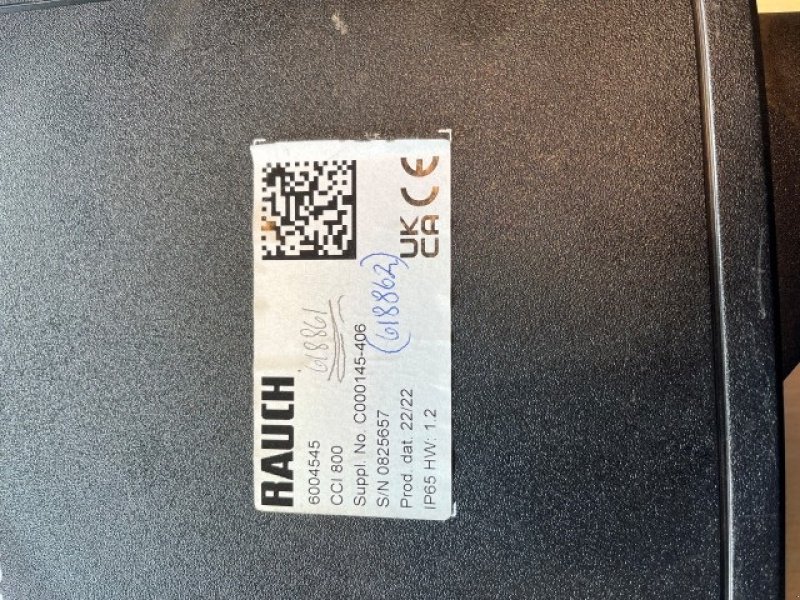 RAUCH
6004545
618861
CCI 800
Suppl. No. C000145-406
S/N 0825657
(618862)
Prod. dat. 22/22
IP65 HW: 1.2
UK
CA
CE